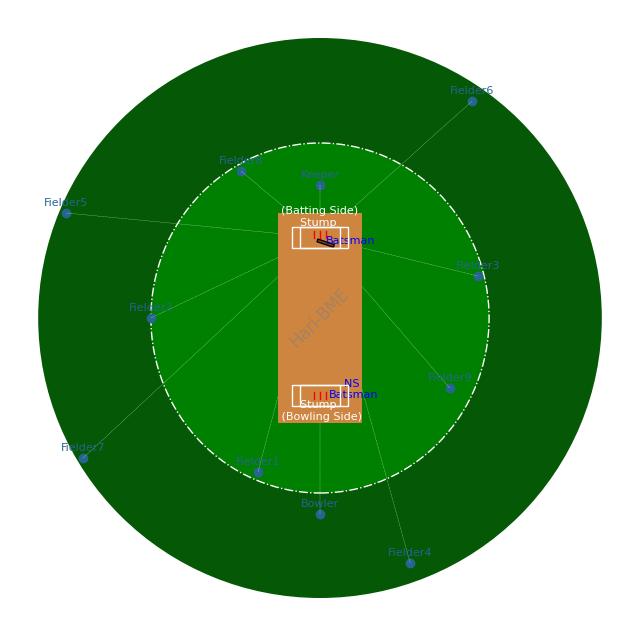 Fielder6
Fielder8
Keeper
Fielder5
(Batting Side)
Stump
Batsman
Fielder3
Fielder2
Hari-BME
Fielder9
NS
Batsman
Stump
(Bowling Side)
Fielder7
Fielder1
Bowler
Fielder4